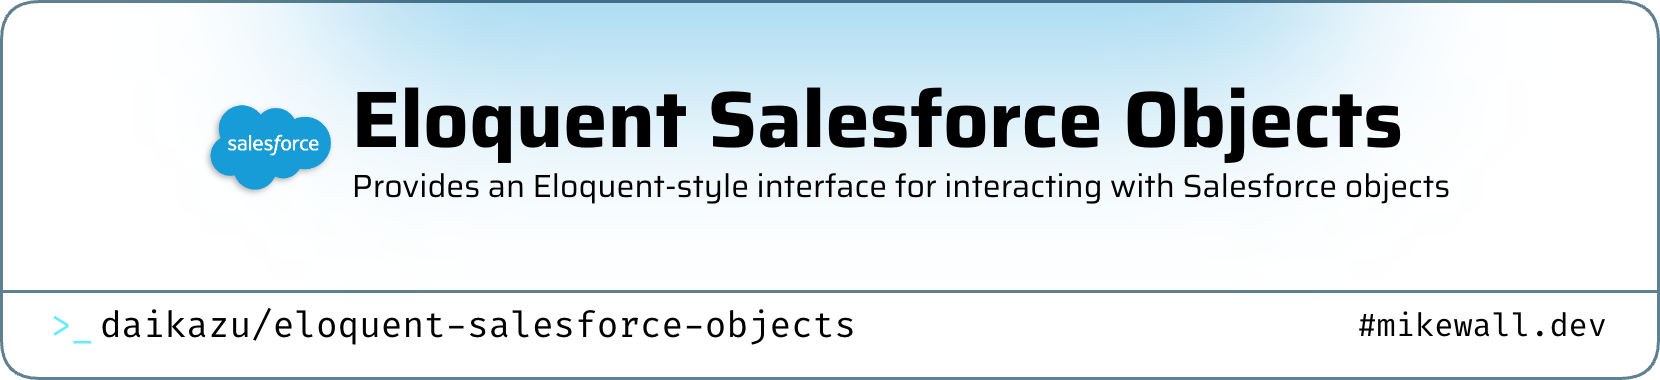 Eloquent Salesforce Objects
salesforce
Provides an Eloquent-style interface for interacting with Salesforce objects
>_ daikazu/eloquent-salesforce-objects
#mikewall.dev